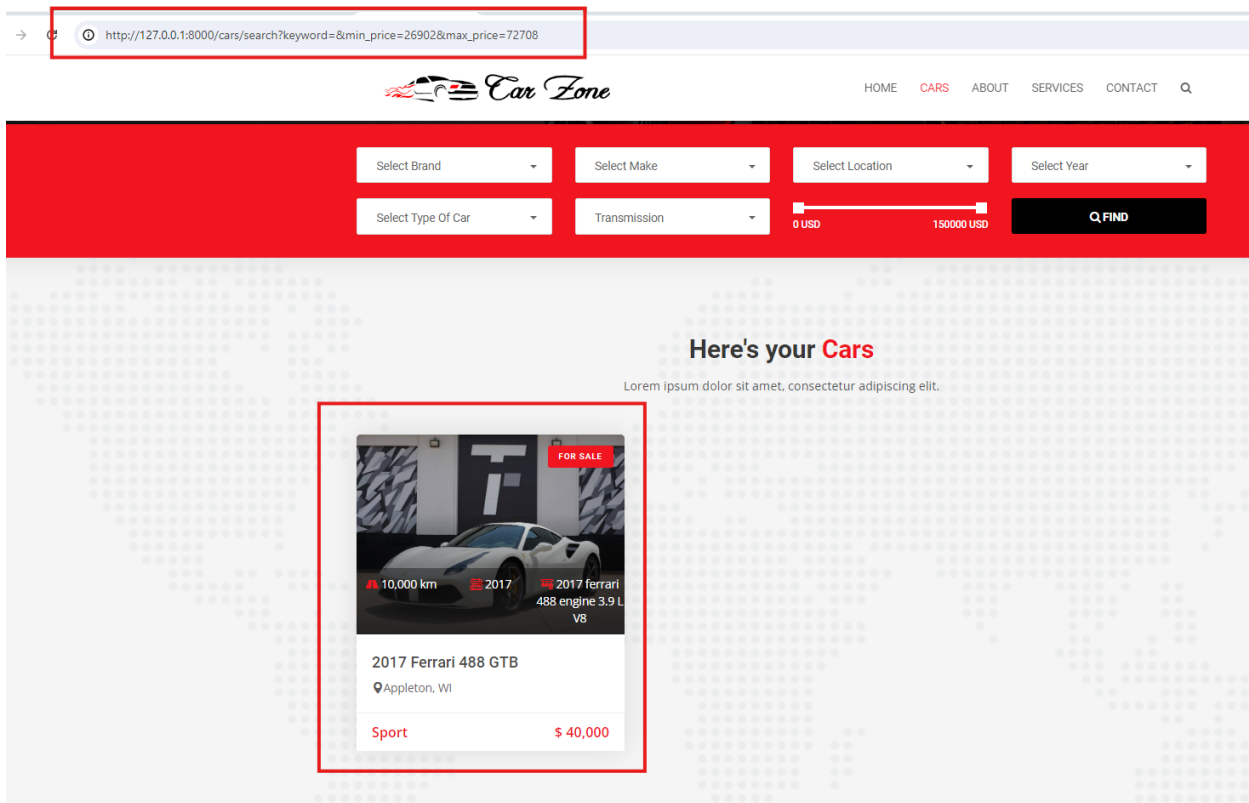 http://127.0.0.1:8000/cars/search?keyword=&min_price=26902&max_price=72708
Car Zone
HOME CARS ABOUT SERVICES CONTACT
Select Brand Select Make Select Location Select Year
Select Type Of Car Transmission
0 USD 150000 USD
FIND
Here's your Cars
Lorem ipsum dolor sit amet, consectetur adipiscing elit.
FOR SALE
10,000 km 2017 2017 ferrari
488 engine 3.9 L
V8
2017 Ferrari 488 GTB
Appleton, WI
Sport $ 40,000